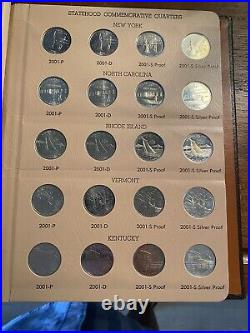 STATEHOOD COMMEMORATIVE QUARTERS
NEW YORK
2001-P 2001-D 2001-S Proof 2001-S Silver Proof
NORTH CAROLINA
2001-P 2001-D 2001-S Proof 2001-S Silver Proof
RHODE ISLAND
2001-P 2001-D 2001-S Proof 2001-S Silver Proof
VERMONT
2001-P 2001-D 2001-S Proof 2001-S Silver Proof
KENTUCKY
2001-P 2001-D 2001-S Proof 2001-S Silver Proof